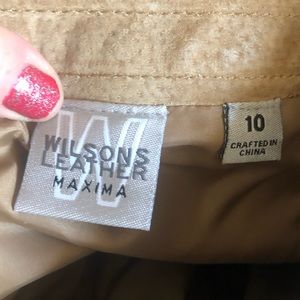 W
WILSONS
LEATHER
MAXIMA
10
CRAFTED IN
CHINA